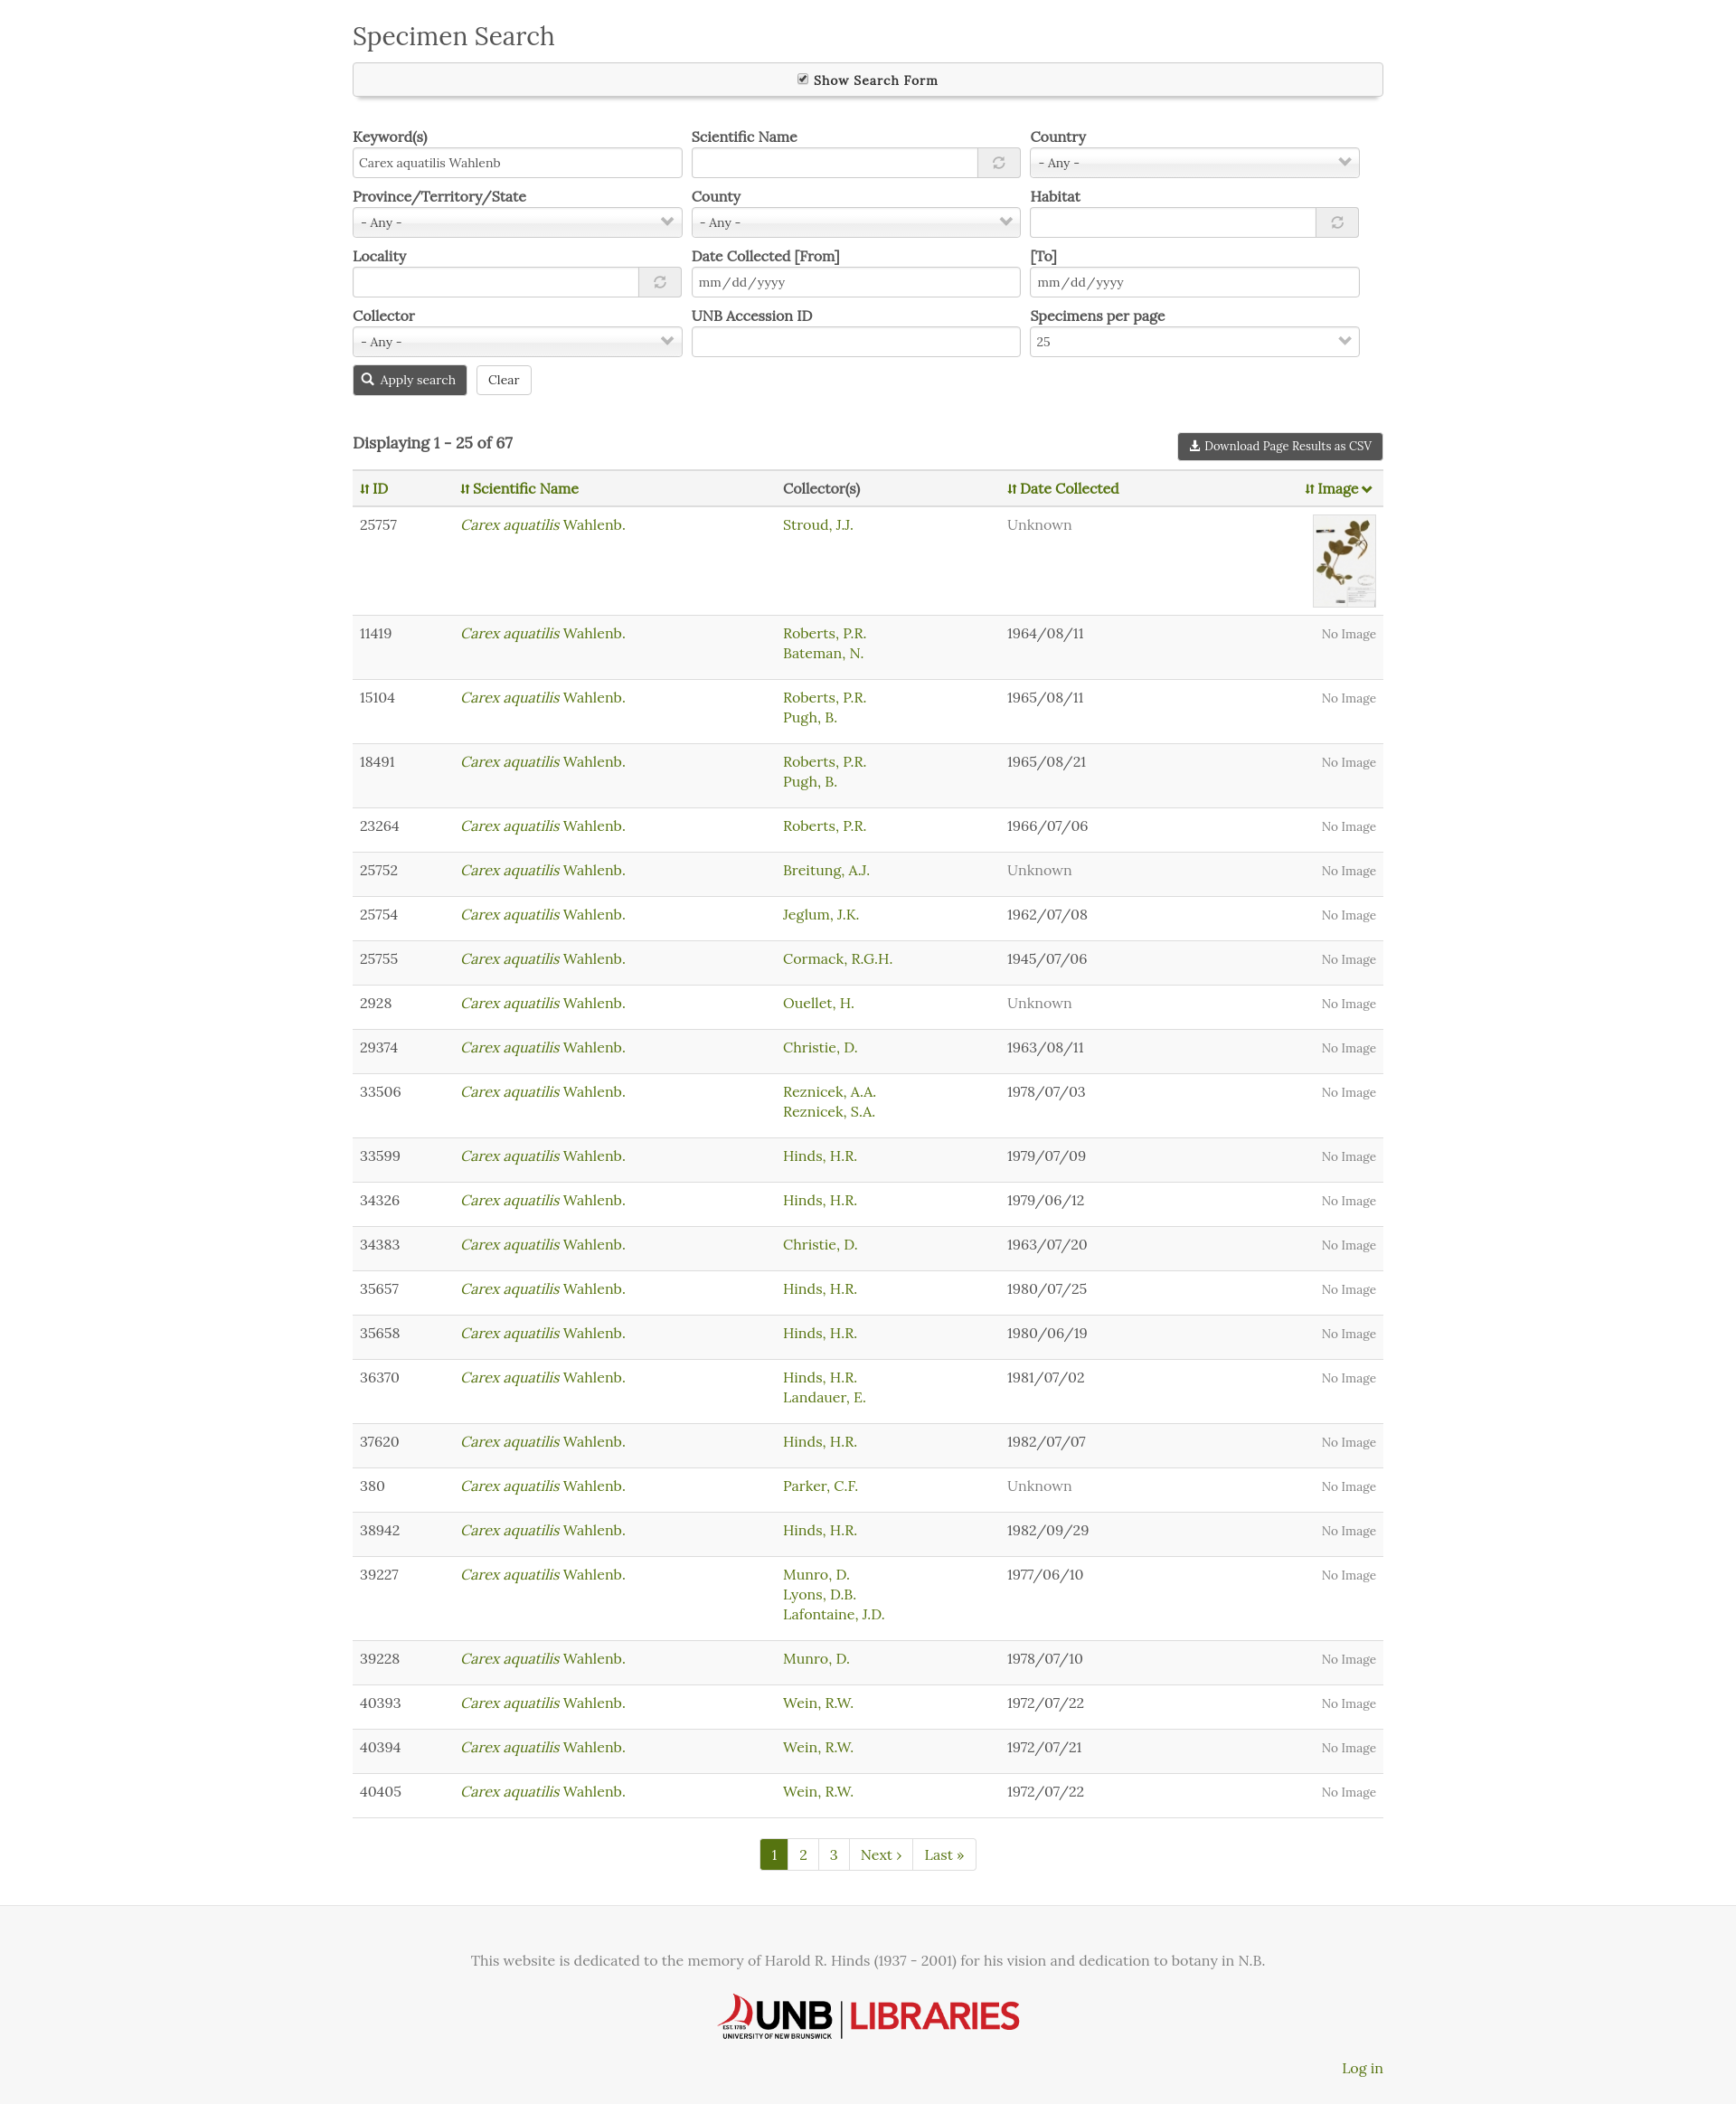 Specimen Search
Show Search Form
Keyword(s) Scientific Name Country
Carex aquatilis Wahlenb - Any -
Province/Territory/State County Habitat
- Any - - Any -
Locality Date Collected [From] [To]
mm/dd/yyyy mm/dd/yyyy
Collector UNB Accession ID Specimens per page
- Any - 25
Apply search Clear
Displaying 1 - 25 of 67 Download Page Results as CSV
ID Scientific Name Collector(s) Date Collected Image
25757 Carex aquatilis Wahlenb. Stroud, J.J. Unknown
11419 Carex aquatilis Wahlenb. Roberts, P.R. 1964/08/11 No Image
Bateman, N.
15104 Carex aquatilis Wahlenb. Roberts, P.R. 1965/08/11 No Image
Pugh, B.
18491 Carex aquatilis Wahlenb. Roberts, P.R. 1965/08/21 No Image
Pugh, B.
23264 Carex aquatilis Wahlenb. Roberts, P.R. 1966/07/06 No Image
25752 Carex aquatilis Wahlenb. Breitung, A.J. Unknown No Image
25754 Carex aquatilis Wahlenb. Jeglum, J.K. 1962/07/08 No Image
25755 Carex aquatilis Wahlenb. Cormack, R.G.H. 1945/07/06 No Image
2928 Carex aquatilis Wahlenb. Ouellet, H. Unknown No Image
29374 Carex aquatilis Wahlenb. Christie, D. 1963/08/11 No Image
33506 Carex aquatilis Wahlenb. Reznicek, A.A. 1978/07/03 No Image
Reznicek, S.A.
33599 Carex aquatilis Wahlenb. Hinds, H.R. 1979/07/09 No Image
34326 Carex aquatilis Wahlenb. Hinds, H.R. 1979/06/12 No Image
34383 Carex aquatilis Wahlenb. Christie, D. 1963/07/20 No Image
35657 Carex aquatilis Wahlenb. Hinds, H.R. 1980/07/25 No Image
35658 Carex aquatilis Wahlenb. Hinds, H.R. 1980/06/19 No Image
36370 Carex aquatilis Wahlenb. Hinds, H.R. 1981/07/02 No Image
Landauer, E.
37620 Carex aquatilis Wahlenb. Hinds, H.R. 1982/07/07 No Image
380 Carex aquatilis Wahlenb. Parker, C.F. Unknown No Image
38942 Carex aquatilis Wahlenb. Hinds, H.R. 1982/09/29 No Image
39227 Carex aquatilis Wahlenb. Munro, D. 1977/06/10 No Image
Lyons, D.B.
Lafontaine, J.D.
39228 Carex aquatilis Wahlenb. Munro, D. 1978/07/10 No Image
40393 Carex aquatilis Wahlenb. Wein, R.W. 1972/07/22 No Image
40394 Carex aquatilis Wahlenb. Wein, R.W. 1972/07/21 No Image
40405 Carex aquatilis Wahlenb. Wein, R.W. 1972/07/22 No Image
1 2 3 Next › Last »
This website is dedicated to the memory of Harold R. Hinds (1937 - 2001) for his vision and dedication to botany in N.B.
UNB LIBRARIES
EST. 1785
UNIVERSITY OF NEW BRUNSWICK
Log in